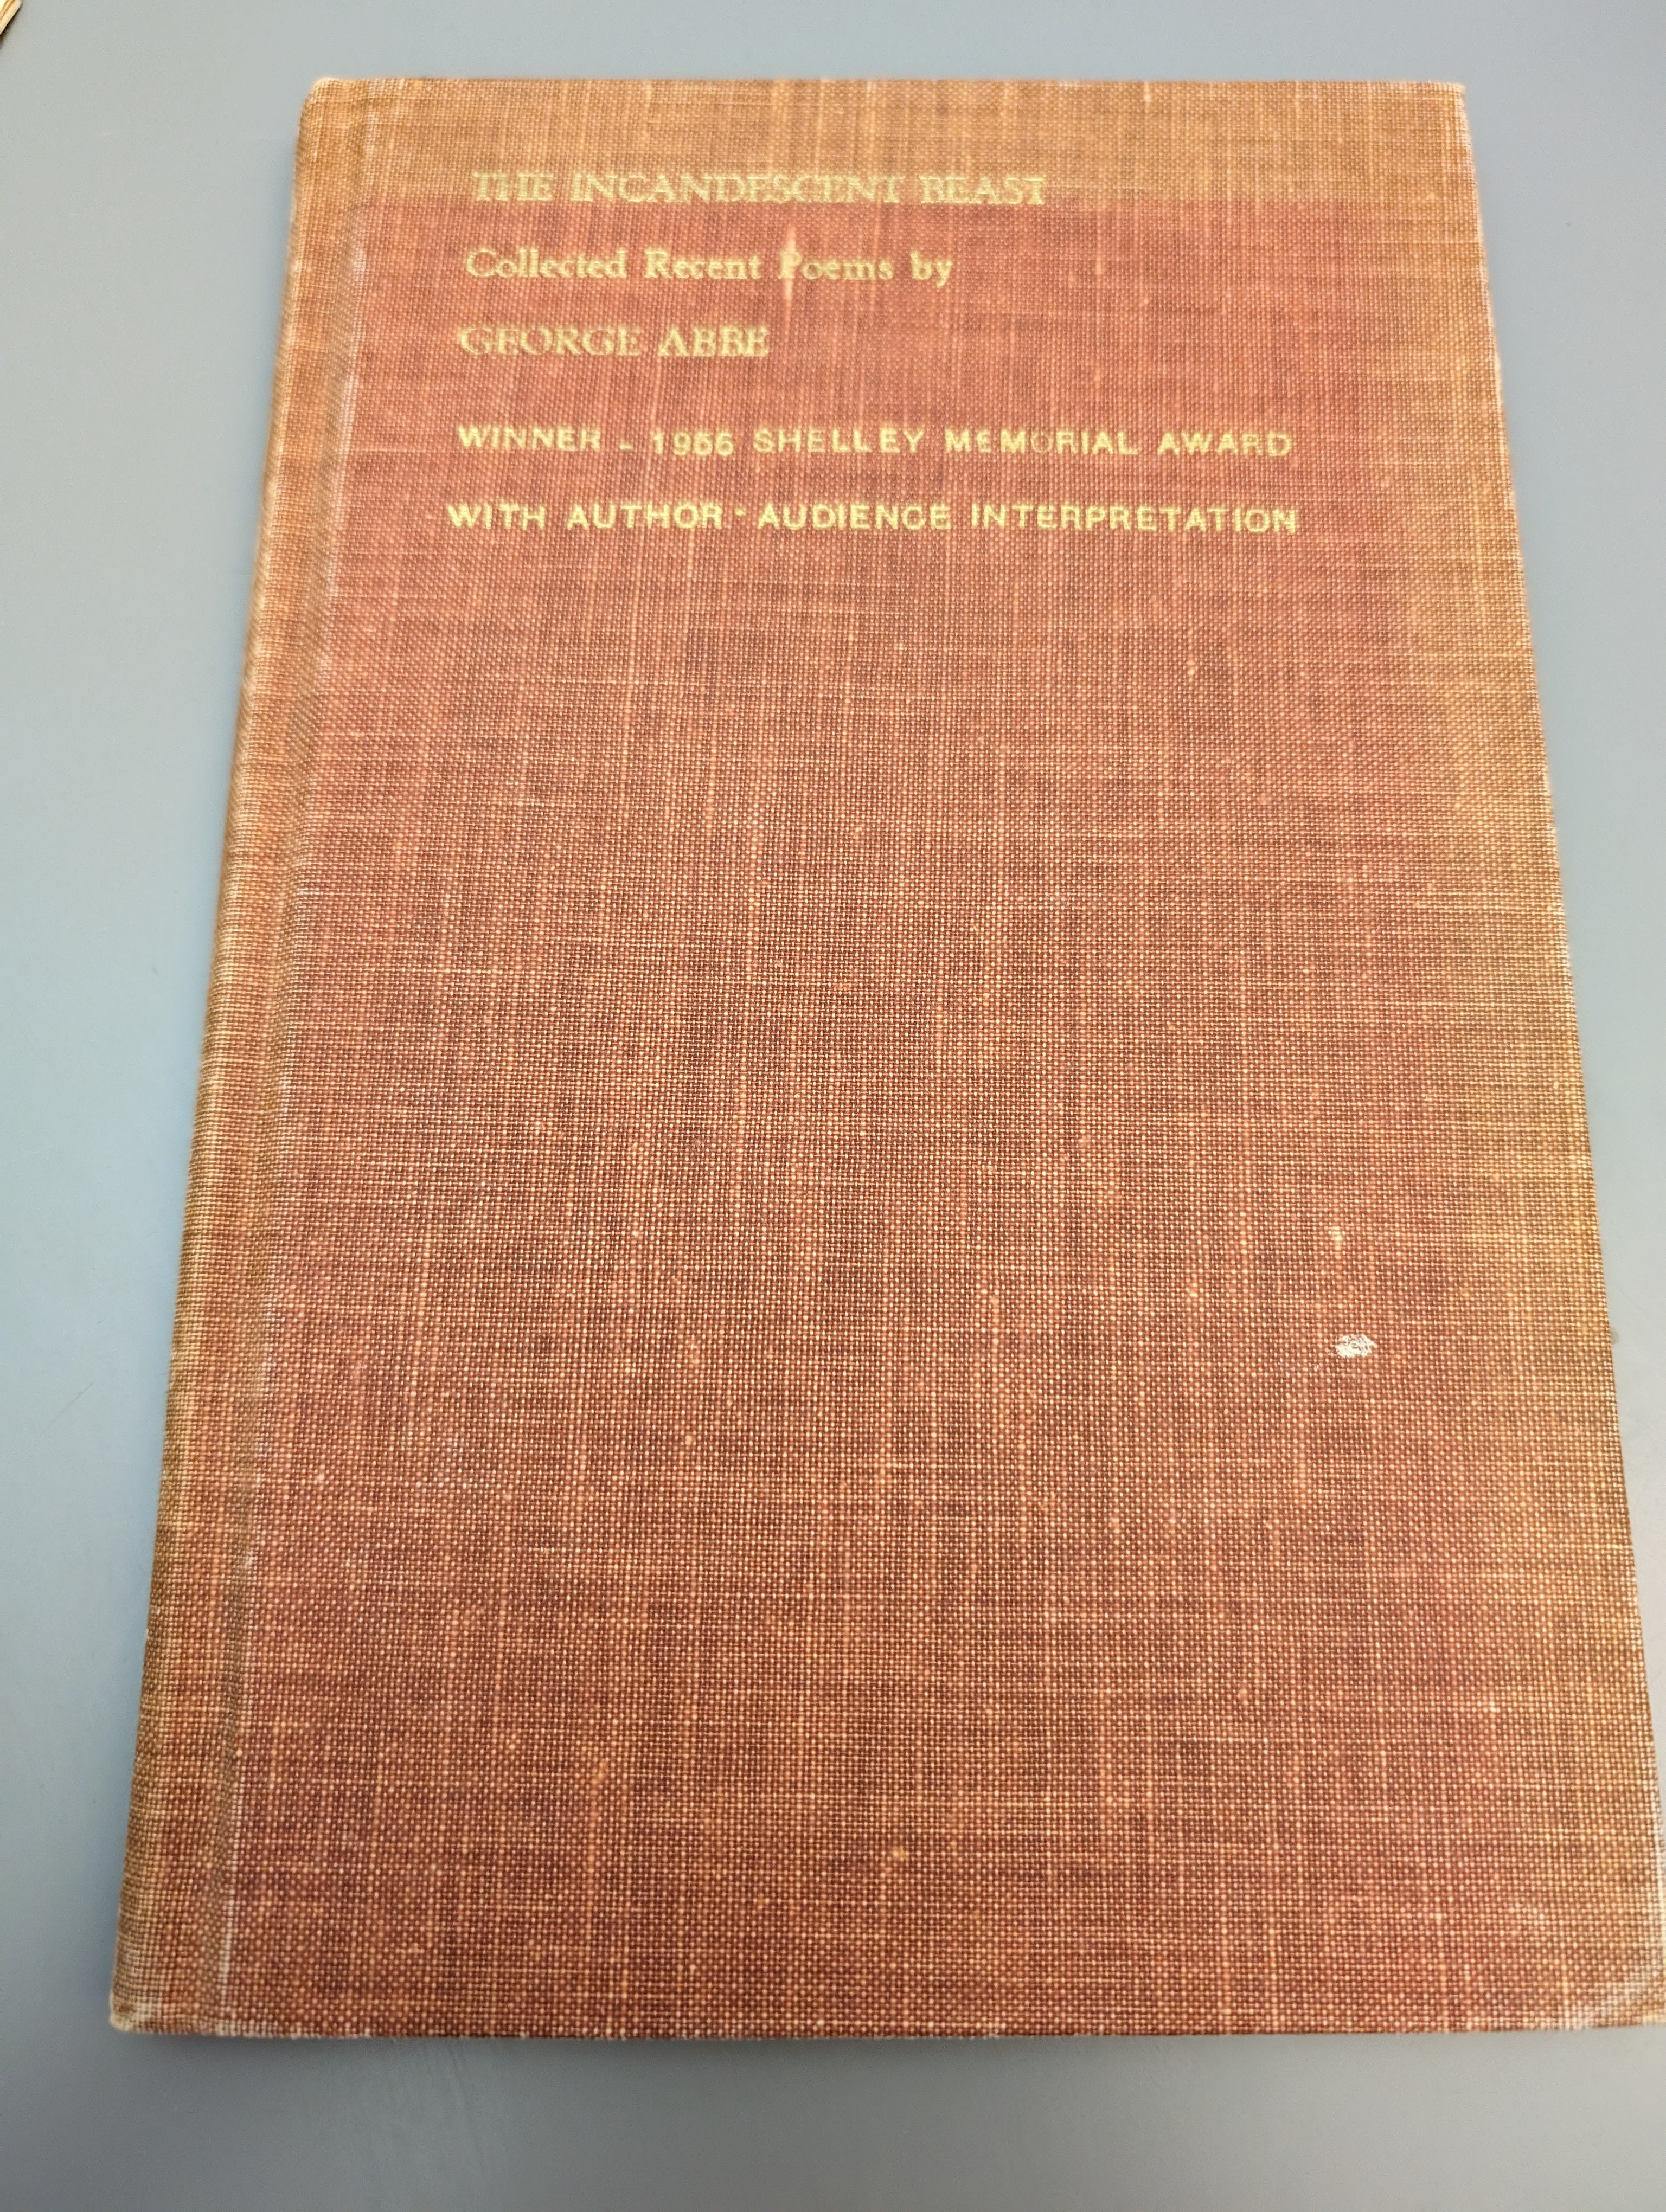 THE INCANDESCENT BEAST
Collected Recent Poems by
GEORGE ABBE
WINNER - 1956 SHELLEY MEMORIAL AWARD
WITH AUTHOR - AUDIENCE INTERPRETATION